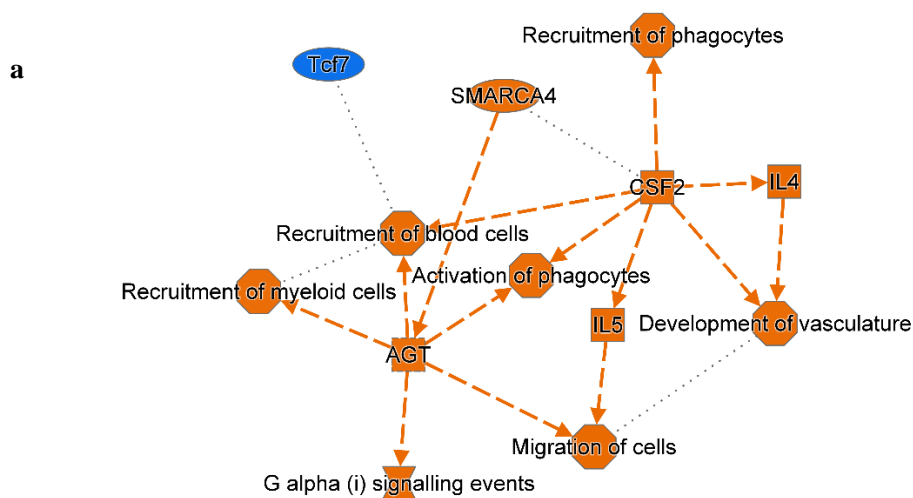 Recruitment of phagocytes
a
Tcf7
SMARCA4
CSF2
IL4
Recruitment of blood cells
Activation of phagocytes
Recruitment of myeloid cells
IL5
Development of vasculature
AGT
Migration of cells
G alpha (i) signalling events